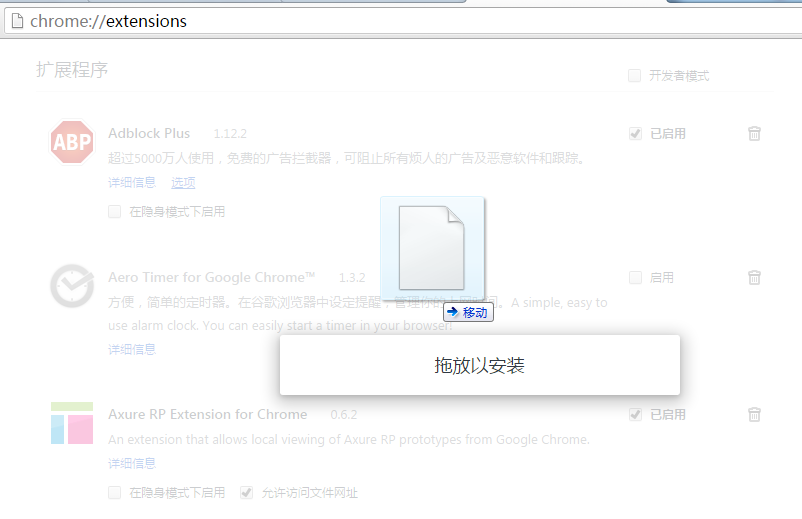 chrome://extensions
扩展程序
开发者模式
ABP
Adblock Plus 1.12.2
已启用
超过5000万人使用，免费的广告拦截器，可阻止所有烦人的广告及恶意软件和跟踪。
详细信息 选项
在隐身模式下启用
Aero Timer for Google Chrome™ 1.3.2
启用
方便，简单的定时器。在谷歌浏览器中设定提醒，管理你的上网时间。A simple, easy to
use alarm clock. You can easily start a timer in your browser!
移动
详细信息
拖放以安装
Axure RP Extension for Chrome 0.6.2
已启用
An extension that allows local viewing of Axure RP prototypes from Google Chrome.
详细信息
在隐身模式下启用 允许访问文件网址